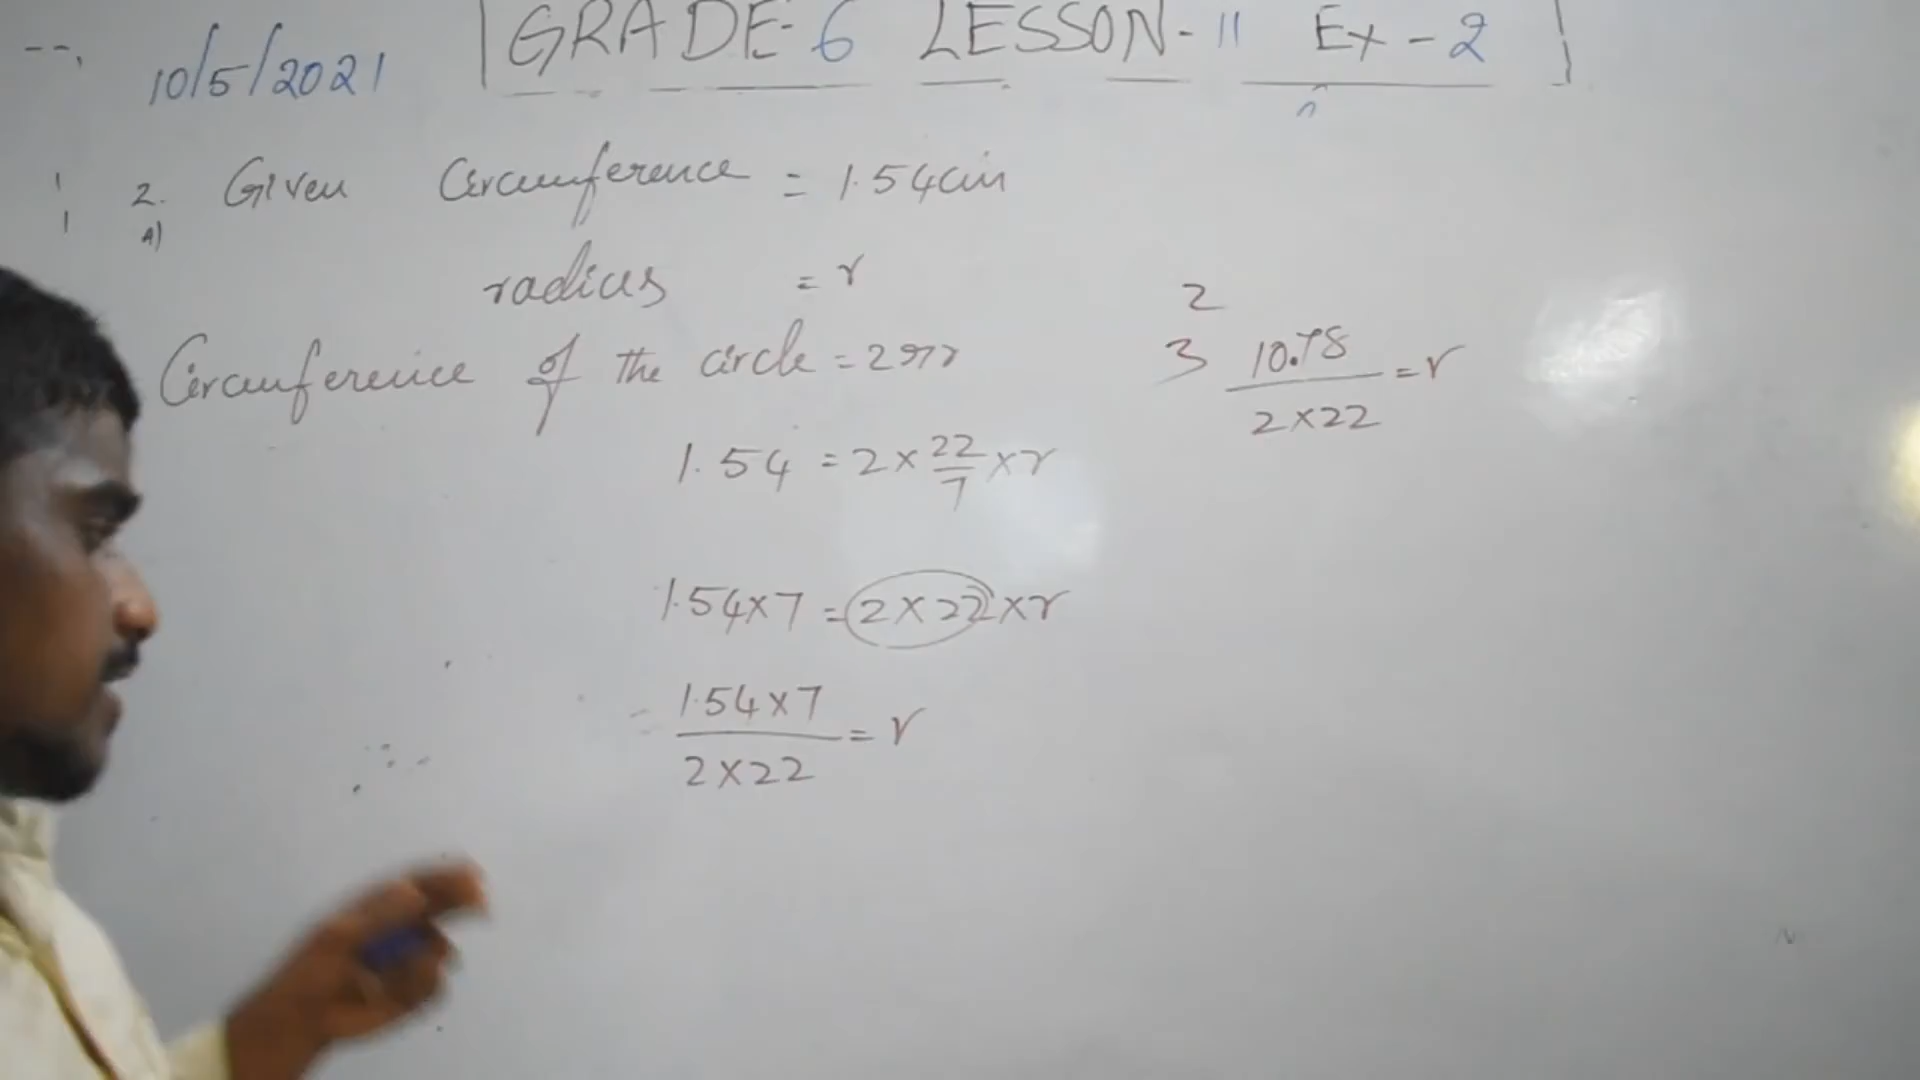 10/5/2021 GRADE-6 LESSON-11 Ex-2
2. Given Circumference = 1.54cm
A)
radius = r
Circumference of the circle = 2πr
1.54 = 2 × 22/7 × r
1.54×7 = 2×22×r
1.54×7/2×22 = r
2
3
10.78/2×22 = r